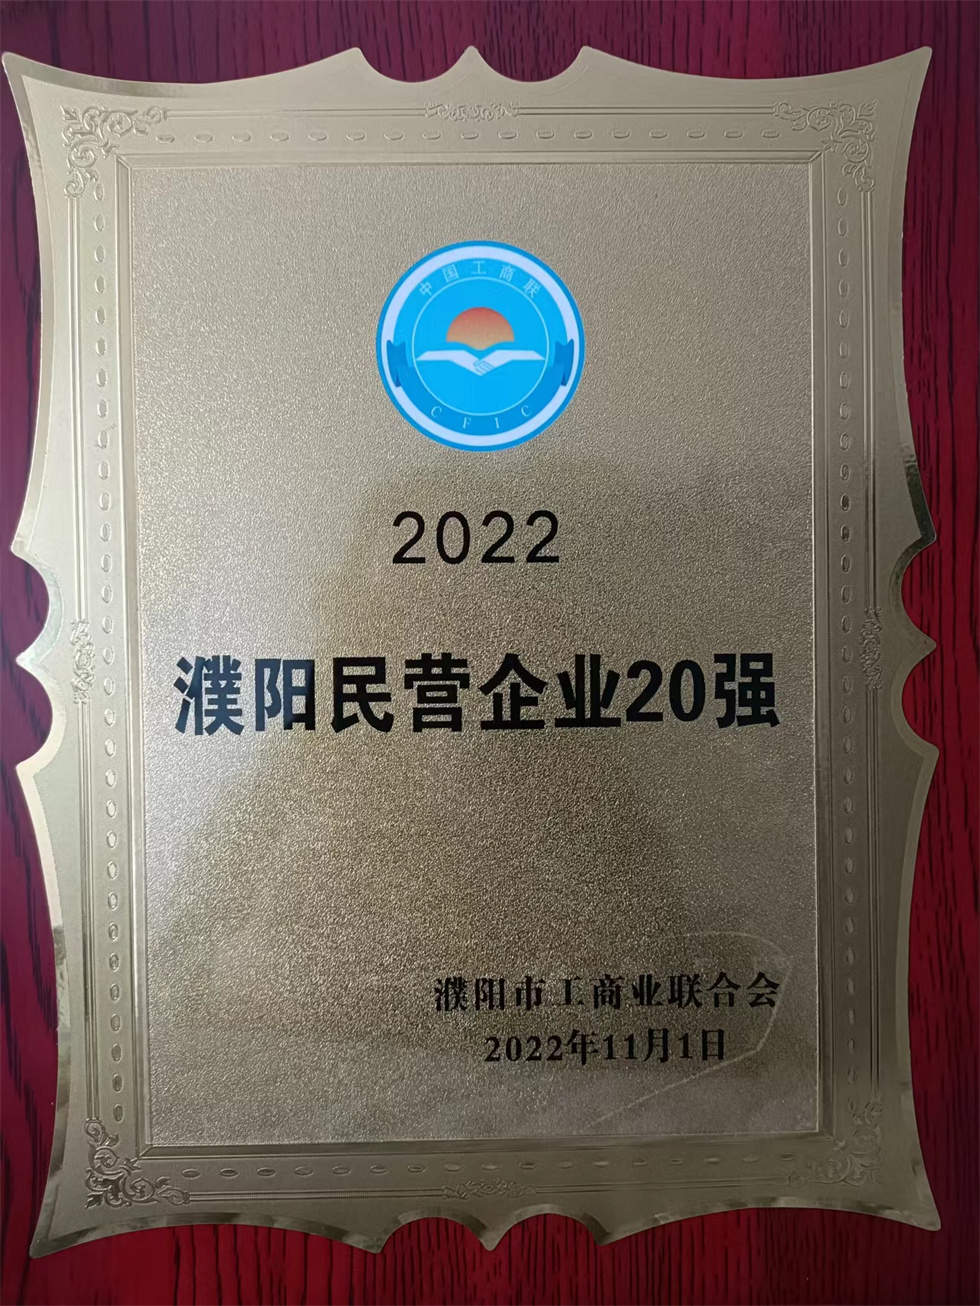 中国工商联
CFIC
2022
濮阳民营企业20强
濮阳市工商业联合会
2022年11月1日